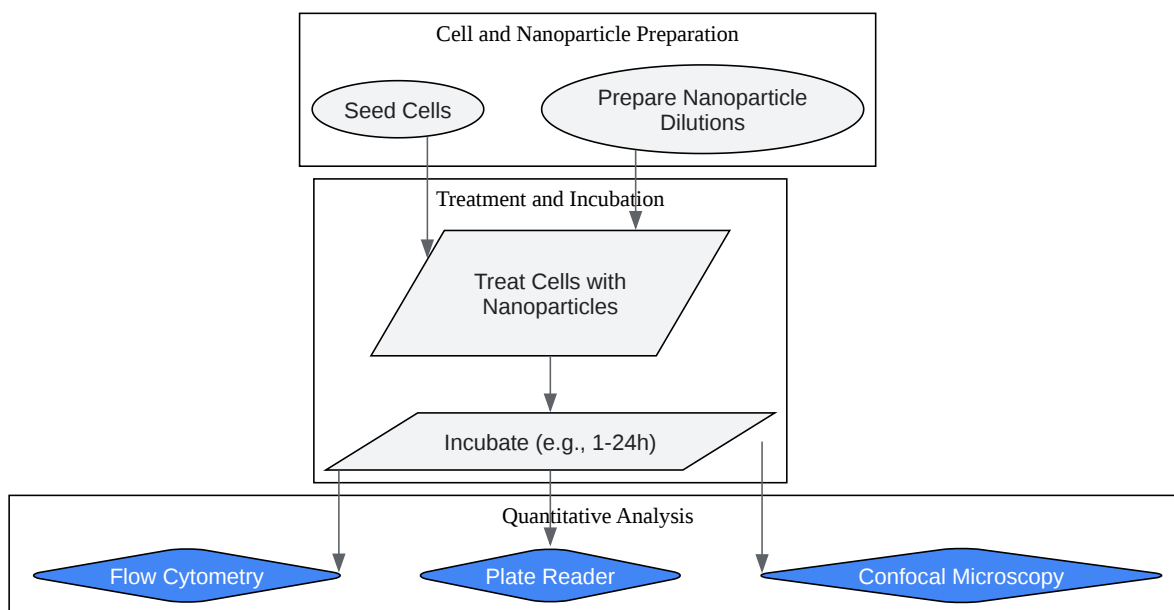 Cell and Nanoparticle Preparation
Seed Cells
Prepare Nanoparticle
Dilutions
Treatment and Incubation
Treat Cells with
Nanoparticles
Incubate (e.g., 1-24h)
Quantitative Analysis
Flow Cytometry
Plate Reader
Confocal Microscopy